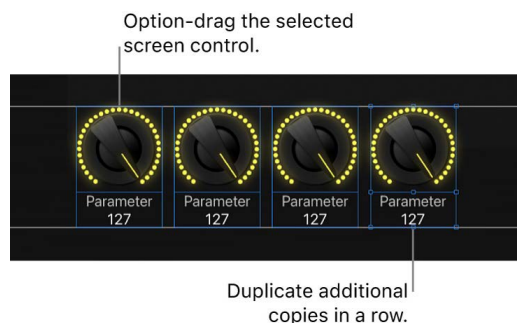 Option-drag the selected
screen control.
Parameter Parameter Parameter Parameter
127 127 127 127
Duplicate additional
copies in a row.